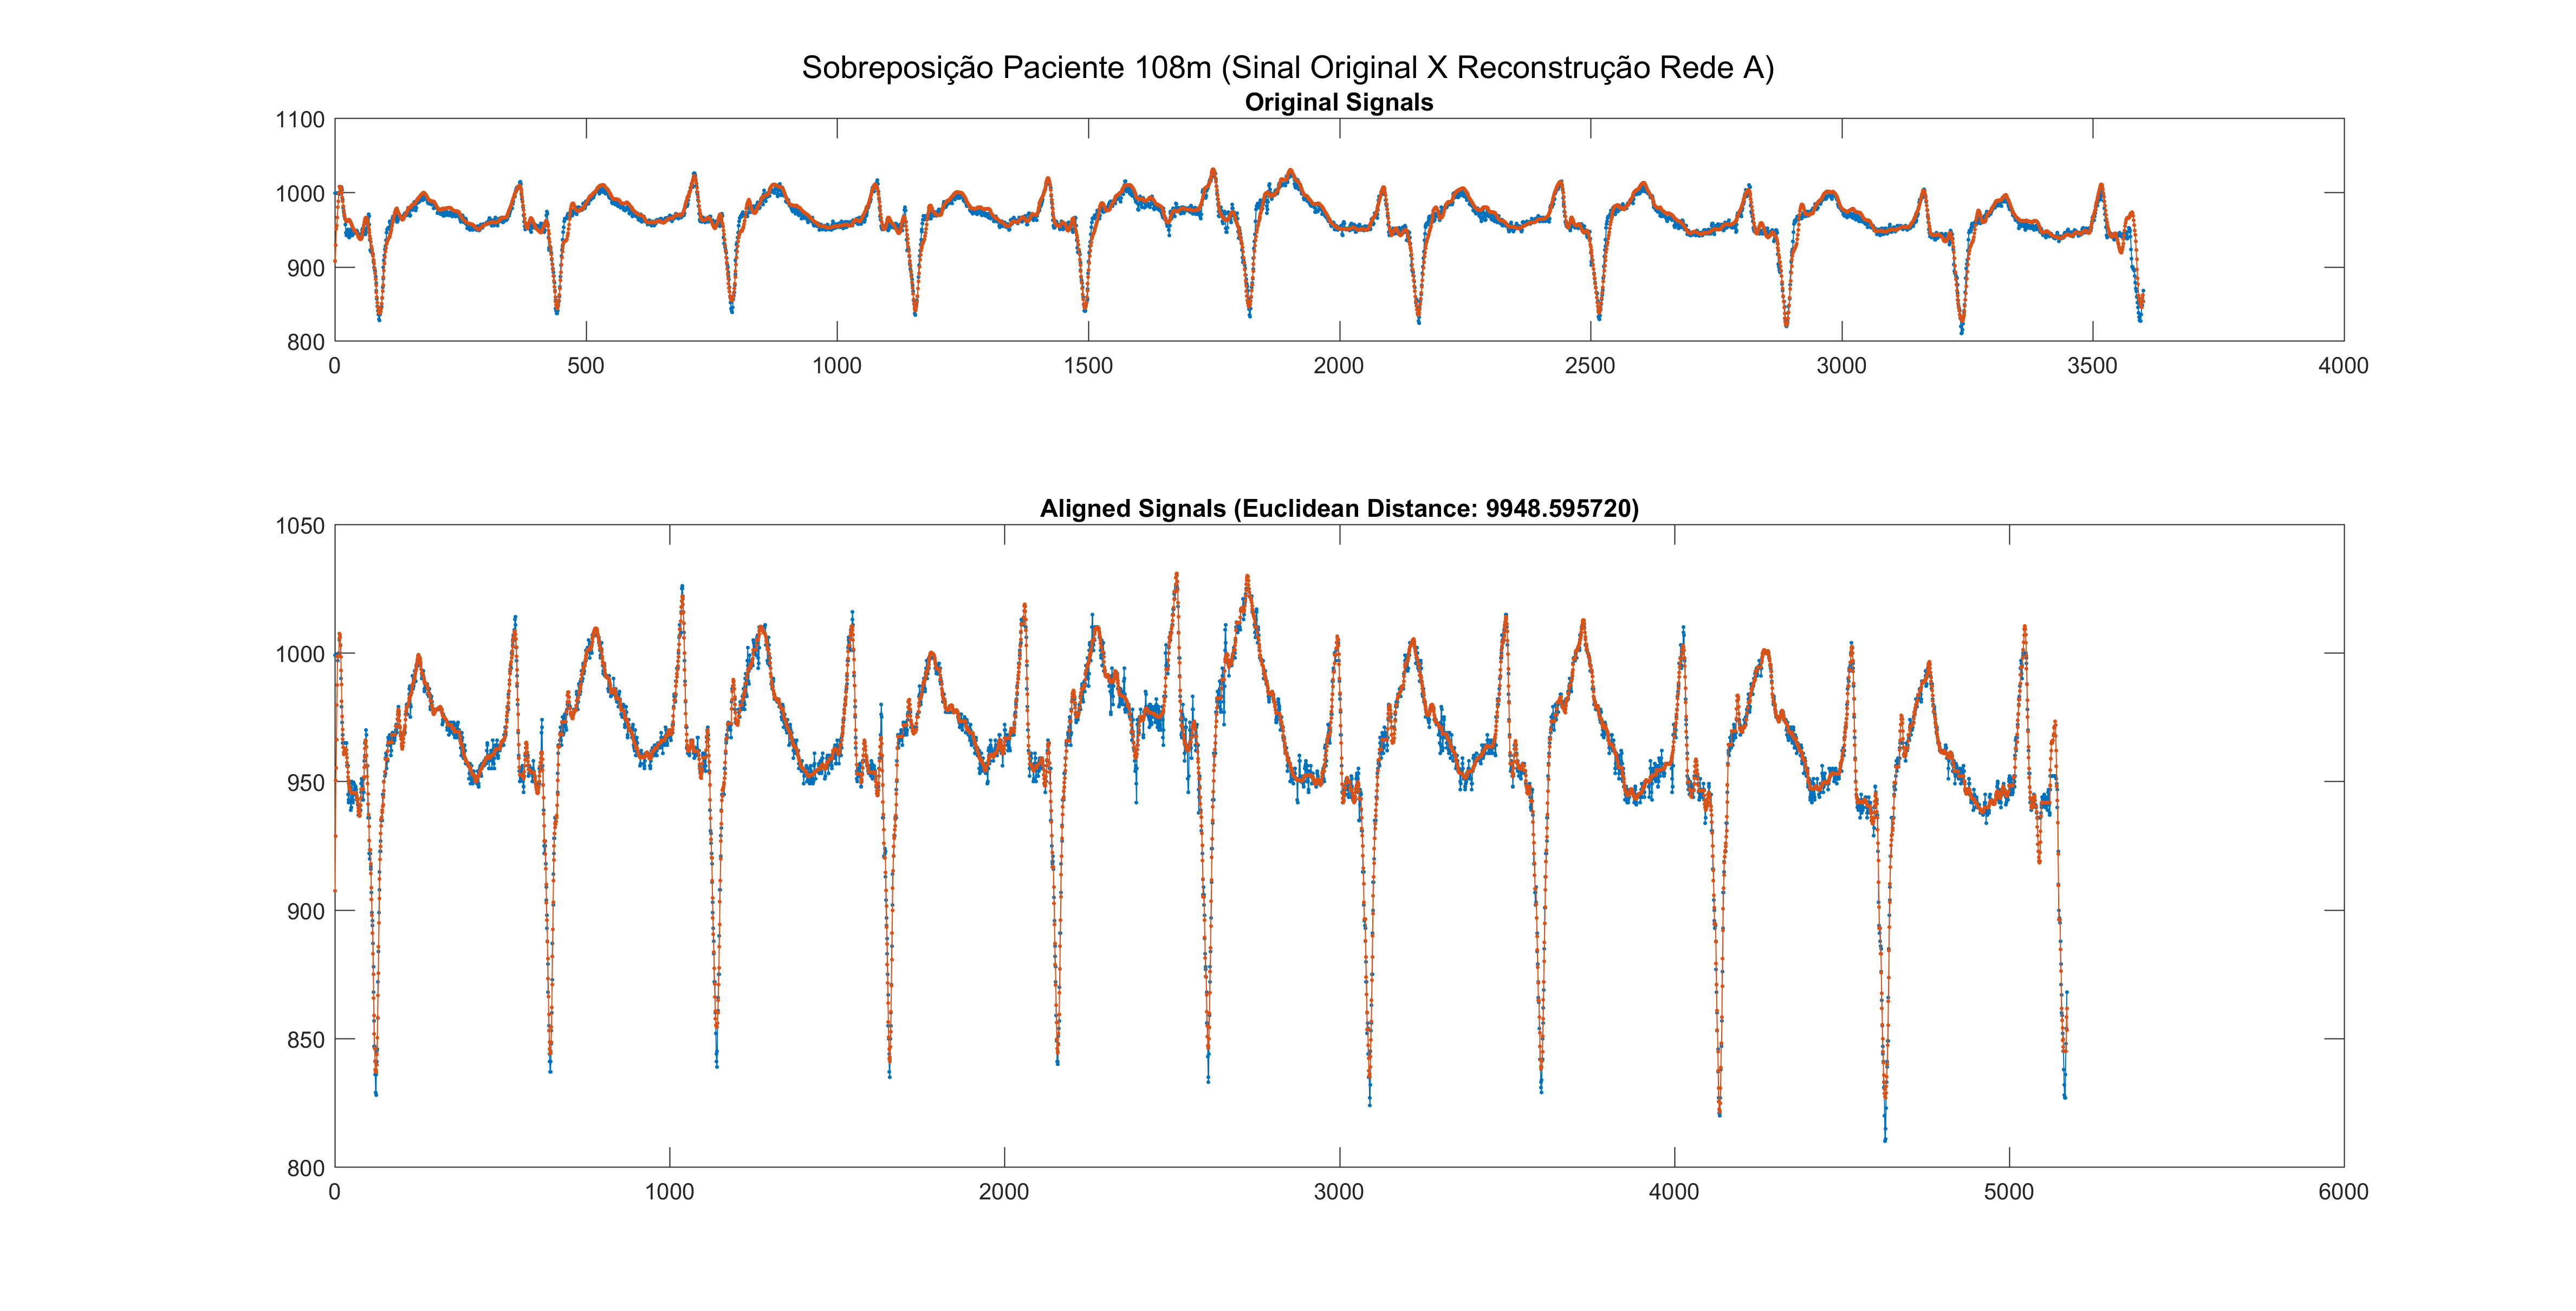 Sobreposição Paciente 108m (Sinal Original X Reconstrução Rede A)
Original Signals
1100
1000
900
800
0 500 1000 1500 2000 2500 3000 3500 4000
Aligned Signals (Euclidean Distance: 9948.595720)
1050
1000
950
900
850
800
0 1000 2000 3000 4000 5000 6000